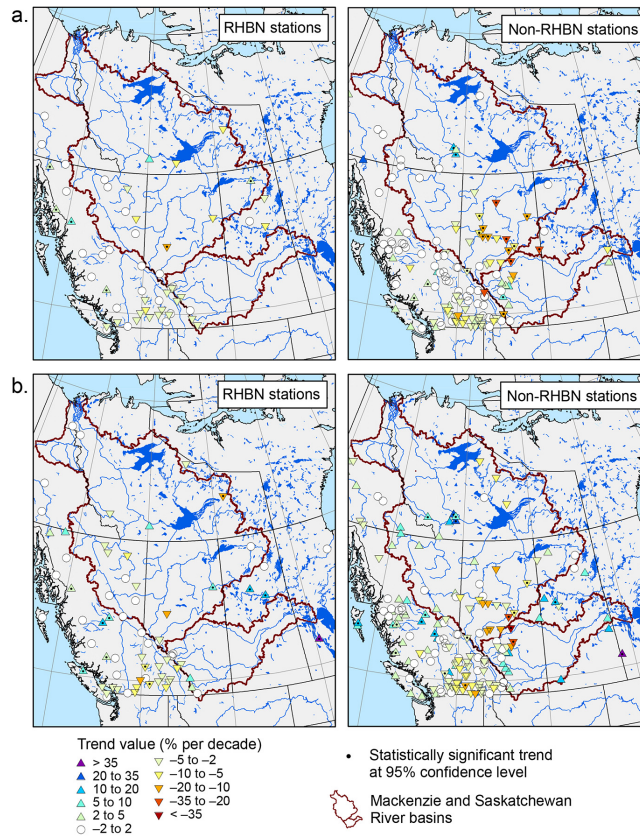 a.
RHBN stations
Non-RHBN stations
b.
RHBN stations
Non-RHBN stations
Trend value (% per decade)
> 35
20 to 35
10 to 20
5 to 10
2 to 5
–2 to 2
–5 to –2
–10 to –5
–20 to –10
–35 to –20
< –35
Statistically significant trend
at 95% confidence level
Mackenzie and Saskatchewan
River basins